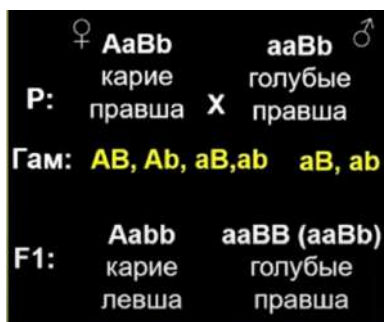 ♀ AaBb aaBb ♂
карие голубые
P: правша x правша
Гам: AB, Ab, aB,ab aB, ab
Aabb aaBB (aaBb)
F1: карие голубые
левша правша